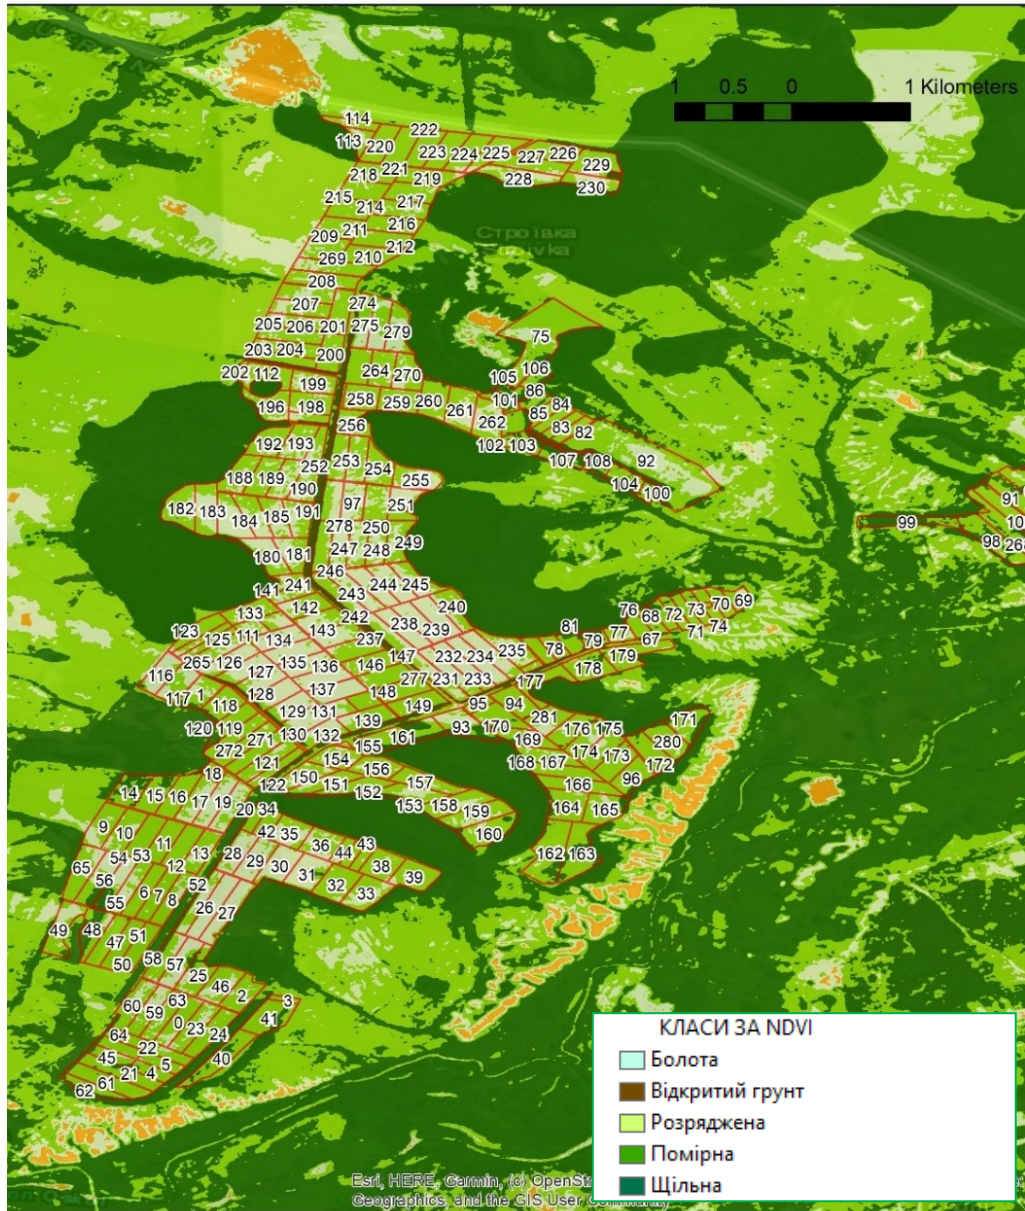 1 0.5 0 1 Kilometers
114
222
113 220
223 224 225 227 226 229
218 221 219 228 230
215 214 217
209 211 216
269 210 212
208
207 274
205 206 201 275 279
75
203 204 200
202 112 199 264 270 105 106
196 198 258 259 260 261 101 86
262 85 84
256 83 82
192 193 102 103
252 253 254 107 108 92
188 189 190 255 104 100
182 183 184 185 191 97 251 91
278 250 99 10
180 181 247 248 249 98 268
246
141 241 243 244 245
142 242 240 76 68 72 73 70 69
133 238 239 81
123 125 111 134 143 237 77 67 71 74
265 126 135 136 146 147 232 234 235 78 79
116 127 277 231 233 178 179
117 1 118 128 137 148 177
129 131 149 95 94
120 119 139 93 170 281 176 175 171
272 271 130 132 155 161 169 174 173 280
121 154 168 167 172
18 122 150 151 156 157 166 96
14 15 16 17 19 20 34 152 153 158 159 164 165
9 10 42 35 160
11 13 28 36 44 43 162 163
65 54 53 12 29 30 38
56 52 31 32 39
55 6 7 8 26 27 33
49 48 47 51
50 58 57
25 46 2 3
60 59 63
0 23 24 41
64 22
45 40
62 61 21 4 5
Строївка
Stroivka
КЛАСИ ЗА NDVI
Болота
Відкритий грунт
Розряджена
Помірна
Щільна
Esri, HERE, Garmin, (c) OpenSt
Geographics, and the GIS User Community